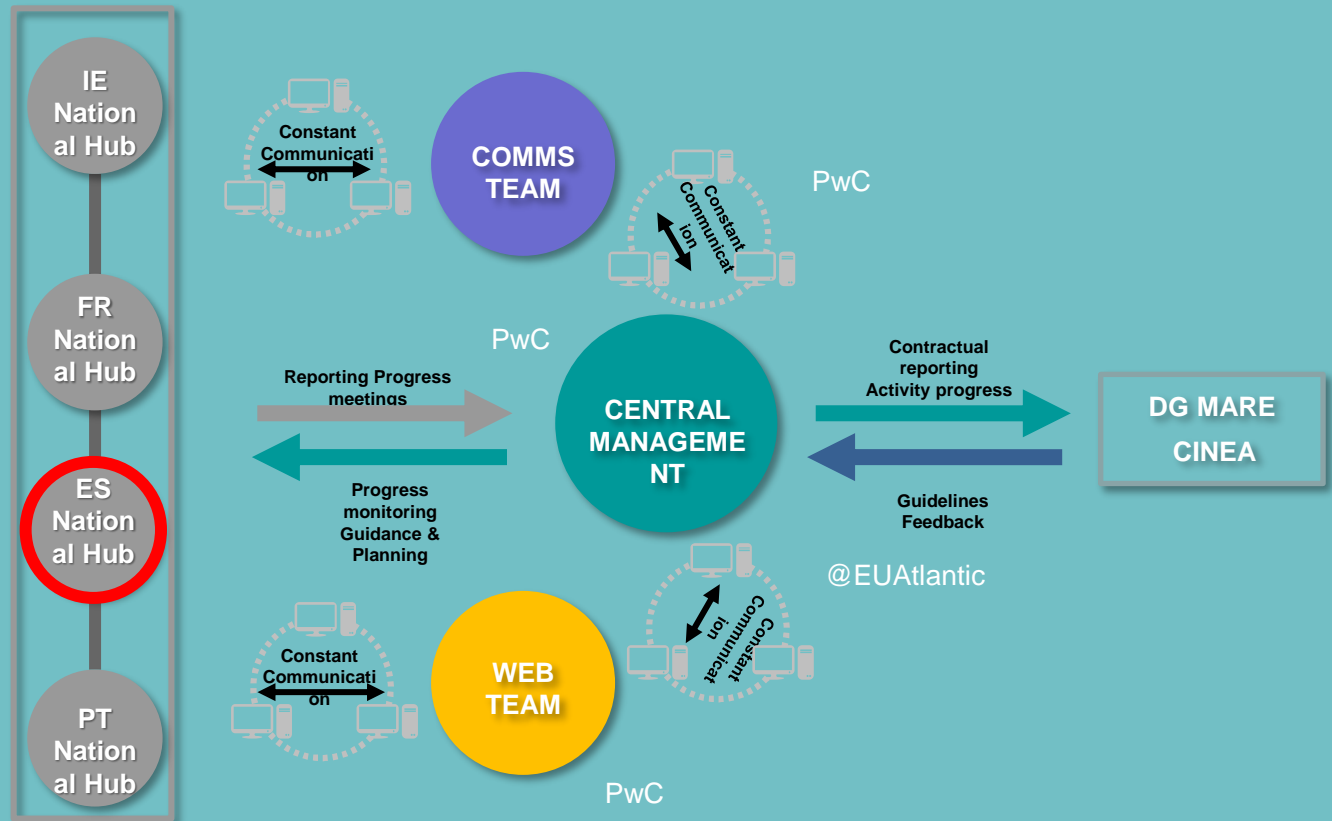 IE
Nation
al Hub
FR
Nation
al Hub
ES
Nation
al Hub
PT
Nation
al Hub
Constant
Communicati
on
COMMS
TEAM
Constant
Communicat
ion
PwC
PwC
Reporting Progress
meetings
Progress
monitoring
Guidance &
Planning
CENTRAL
MANAGEME
NT
Contractual
reporting
Activity progress
Guidelines
Feedback
DG MARE
CINEA
@EUAtlantic
Constant
Communicati
on
WEB
TEAM
Constant
Communicat
ion
PwC